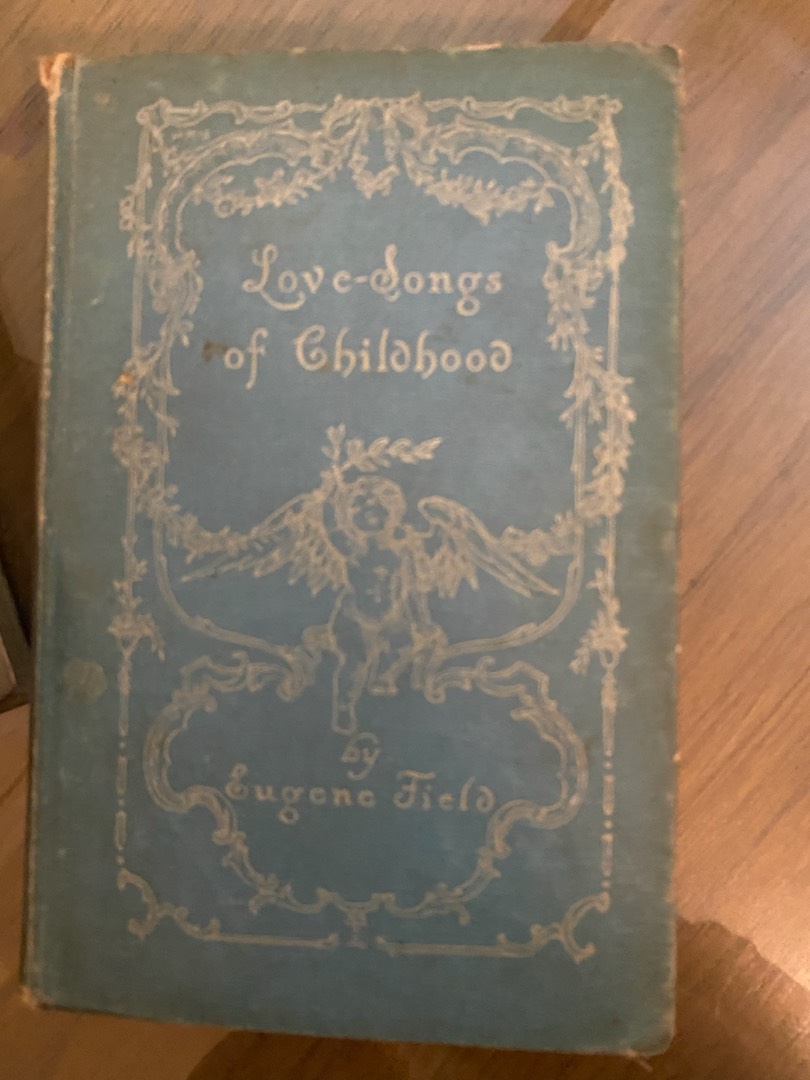 Love-Songs
of Childhood
by
Eugene Field